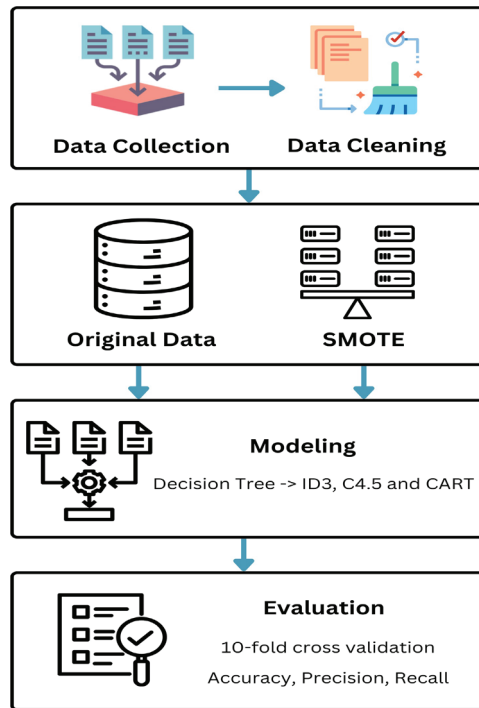 Data Collection
Data Cleaning
Original Data
SMOTE
Modeling
Decision Tree -> ID3, C4.5 and CART
Evaluation
10-fold cross validation
Accuracy, Precision, Recall